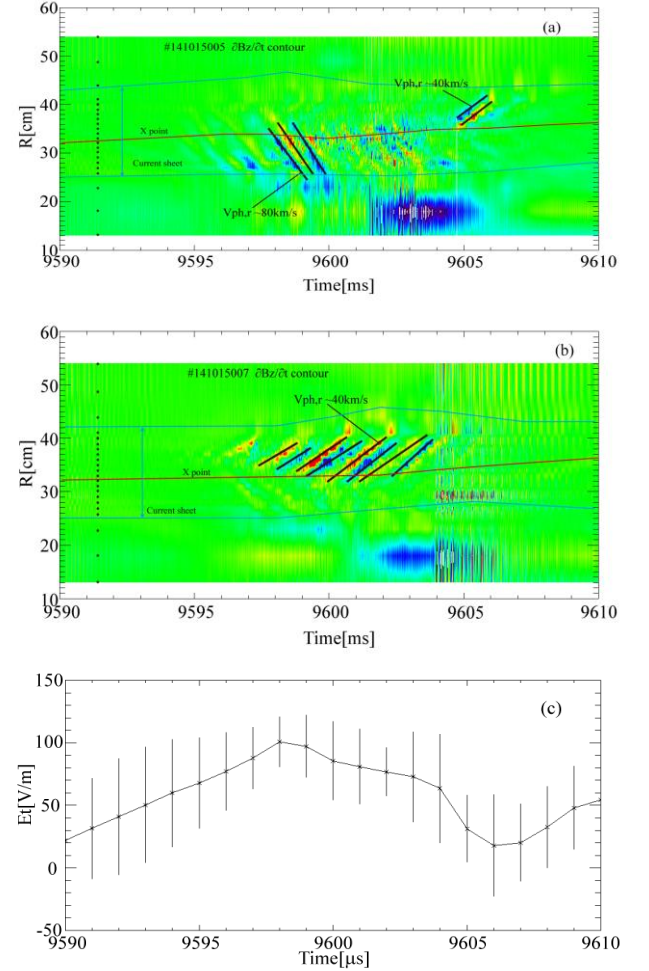 60
(a)
#141015005 ∂Bz/∂t contour
50
Vph,r ~40km/s
40
R[cm]
X point
30
Current sheet
20
Vph,r ~80km/s
10
9590 9595 9600 9605 9610
Time[ms]
60
(b)
#141015007 ∂Bz/∂t contour
50
Vph,r ~40km/s
40
R[cm]
X point
30
Current sheet
20
10
9590 9595 9600 9605 9610
Time[ms]
150
(c)
100
Et[V/m]
50
0
-50
9590 9595 9600 9605 9610
Time[μs]